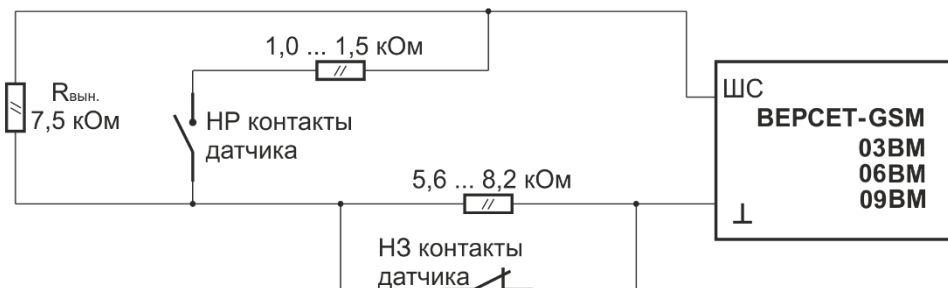 1,0 ... 1,5 кОм
Rвын.
7,5 кОм
НР контакты
датчика
5,6 ... 8,2 кОм
НЗ контакты
датчика
ШС
ВЕРСЕТ-GSM
03ВМ
06ВМ
09ВМ
⊥